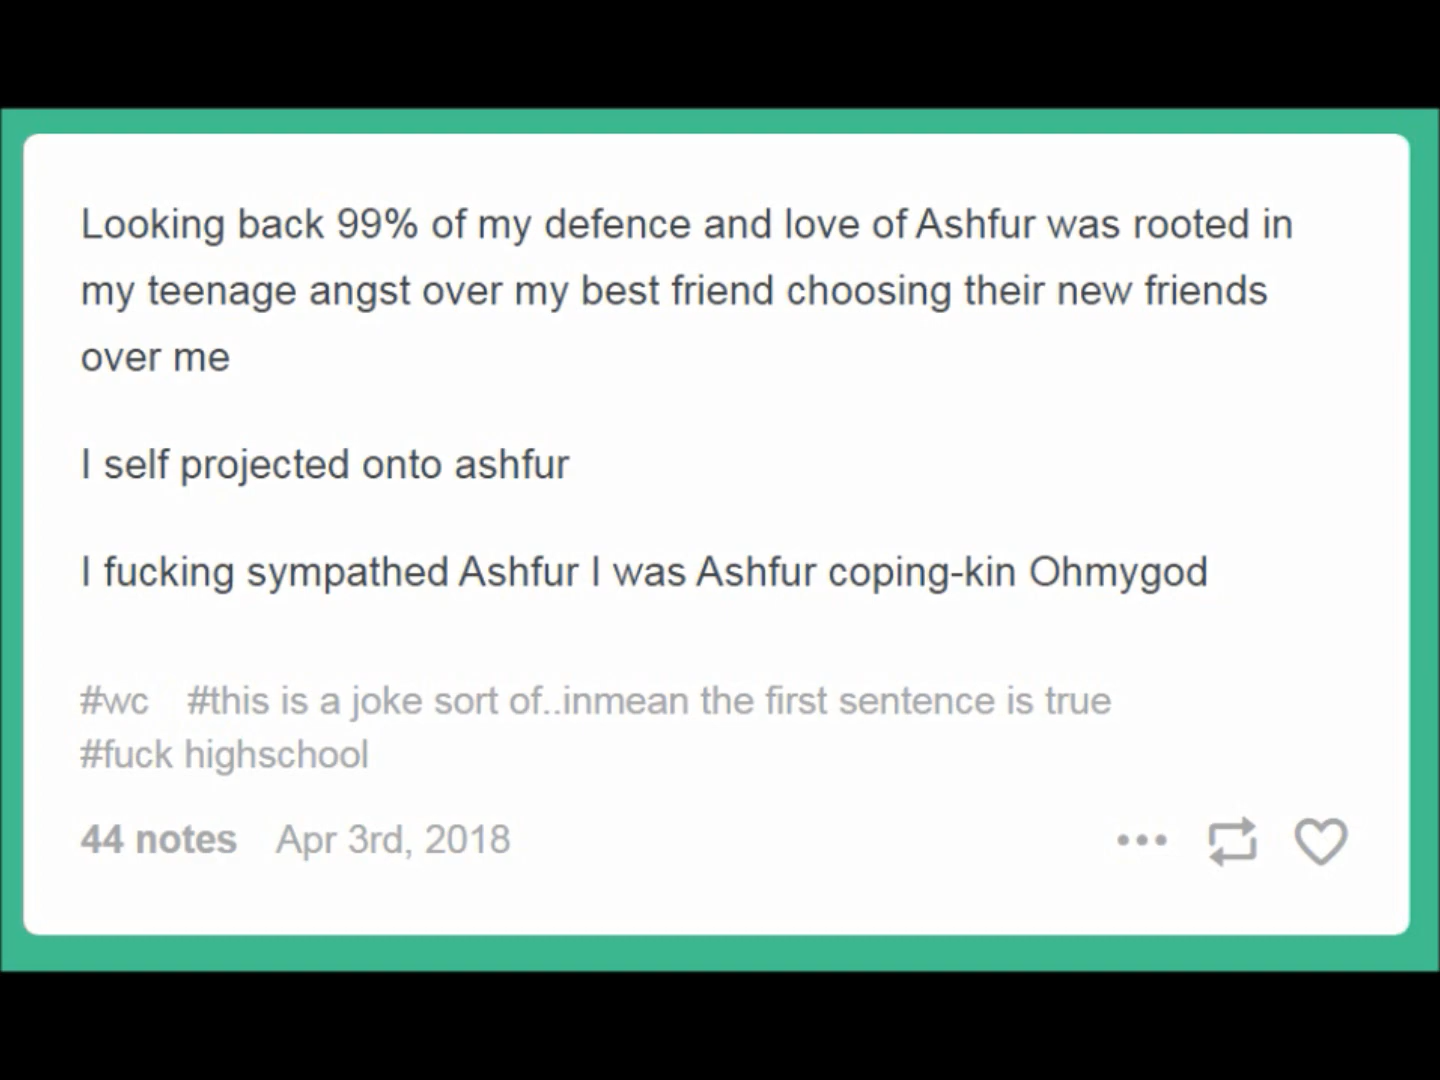 Looking back 99% of my defence and love of Ashfur was rooted in
my teenage angst over my best friend choosing their new friends
over me
I self projected onto ashfur
I fucking sympathed Ashfur I was Ashfur coping-kin Ohmygod
#wc #this is a joke sort of..inmean the first sentence is true
#fuck highschool
44 notes Apr 3rd, 2018